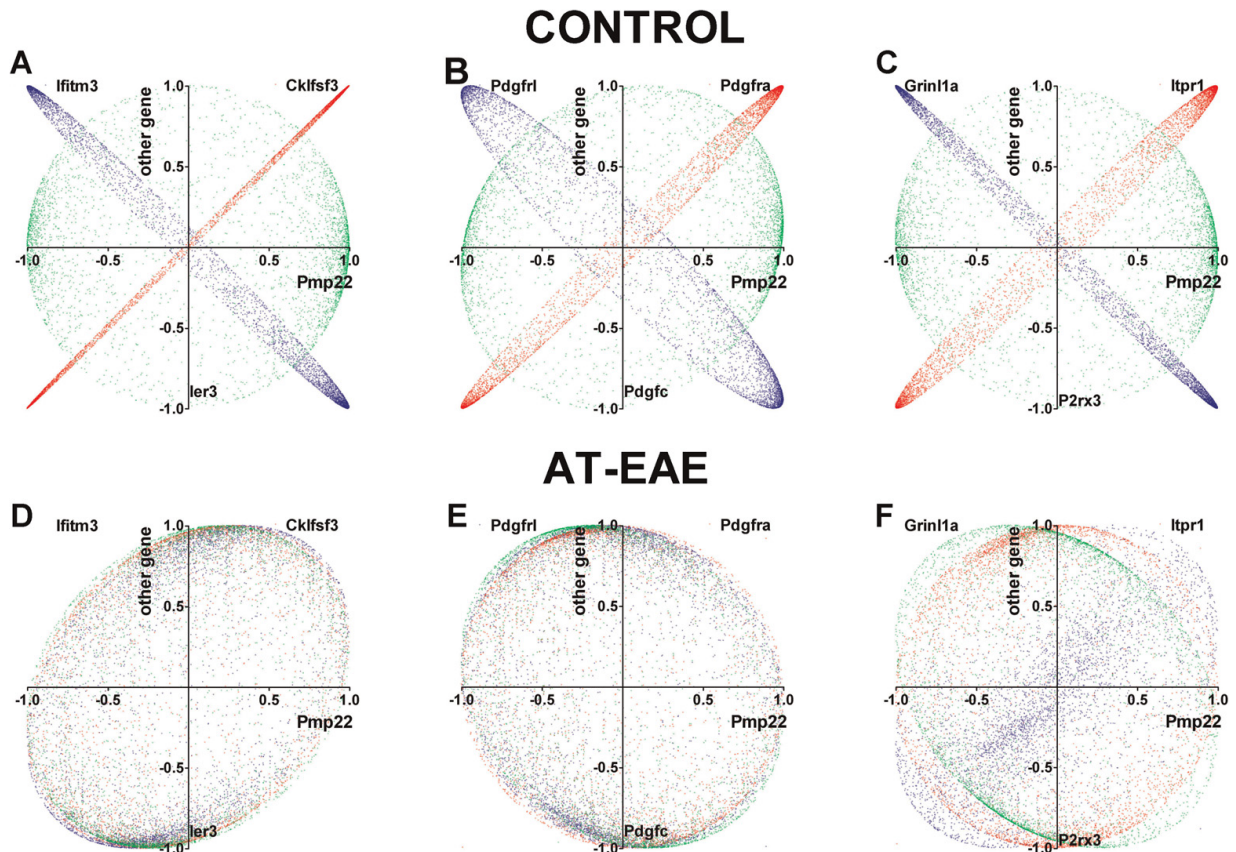 CONTROL
A
Ifitm3
Cklfsf3
1.0
other gene
0.5
-1.0
-0.5
0.5
1.0
Pmp22
-0.5
Ier3
-1.0
B
Pdgfrl
Pdgfra
1.0
other gene
0.5
-1.0
-0.5
0.5
1.0
Pmp22
-0.5
Pdgfc
-1.0
C
Grinl1a
Itpr1
1.0
other gene
0.5
-1.0
-0.5
0.5
1.0
Pmp22
-0.5
P2rx3
-1.0
AT-EAE
D
Ifitm3
Cklfsf3
1.0
other gene
0.5
-1.0
-0.5
0.5
1.0
Pmp22
-0.5
Ier3
-1.0
E
Pdgfrl
Pdgfra
1.0
other gene
0.5
-1.0
-0.5
0.5
1.0
Pmp22
-0.5
Pdgfc
-1.0
F
Grinl1a
Itpr1
1.0
other gene
0.5
-1.0
-0.5
0.5
1.0
Pmp22
-0.5
P2rx3
-1.0